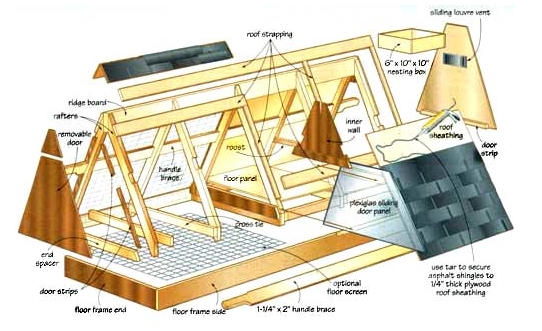 sliding louvre vent
roof strapping
6" x 10" x 10"
nesting box
ridge board
rafters
removable
door
inner
wall
roof
sheathing
door
strip
roost
handle
brace
floor panel
plexiglas sliding
door panel
cross tie
end
spacer
use tar to secure
asphalt shingles to
1/4" thick plywood
roof sheathing
optional
floor screen
door strips
floor frame end
floor frame side
1-1/4" x 2" handle brace